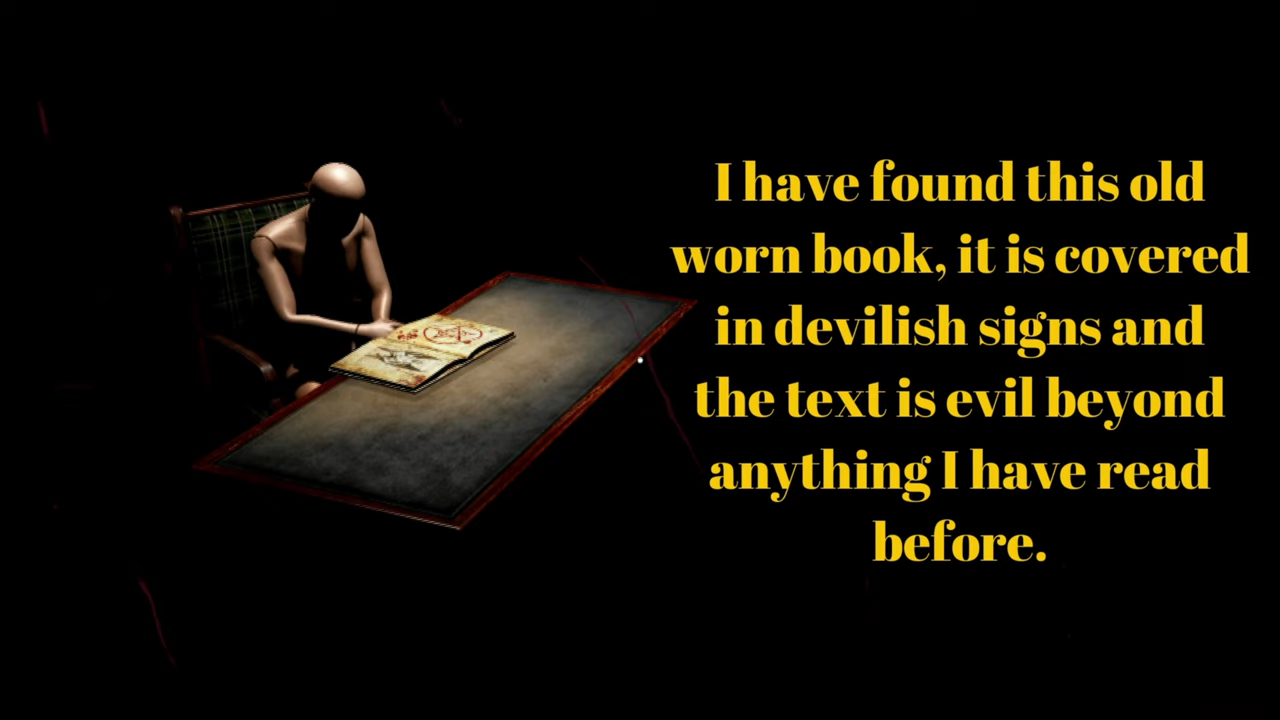 I have found this old
worn book, it is covered
in devilish signs and
the text is evil beyond
anything I have read
before.